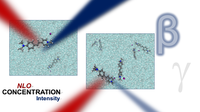 β
γ
NLO
CONCENTRATION
Intensity